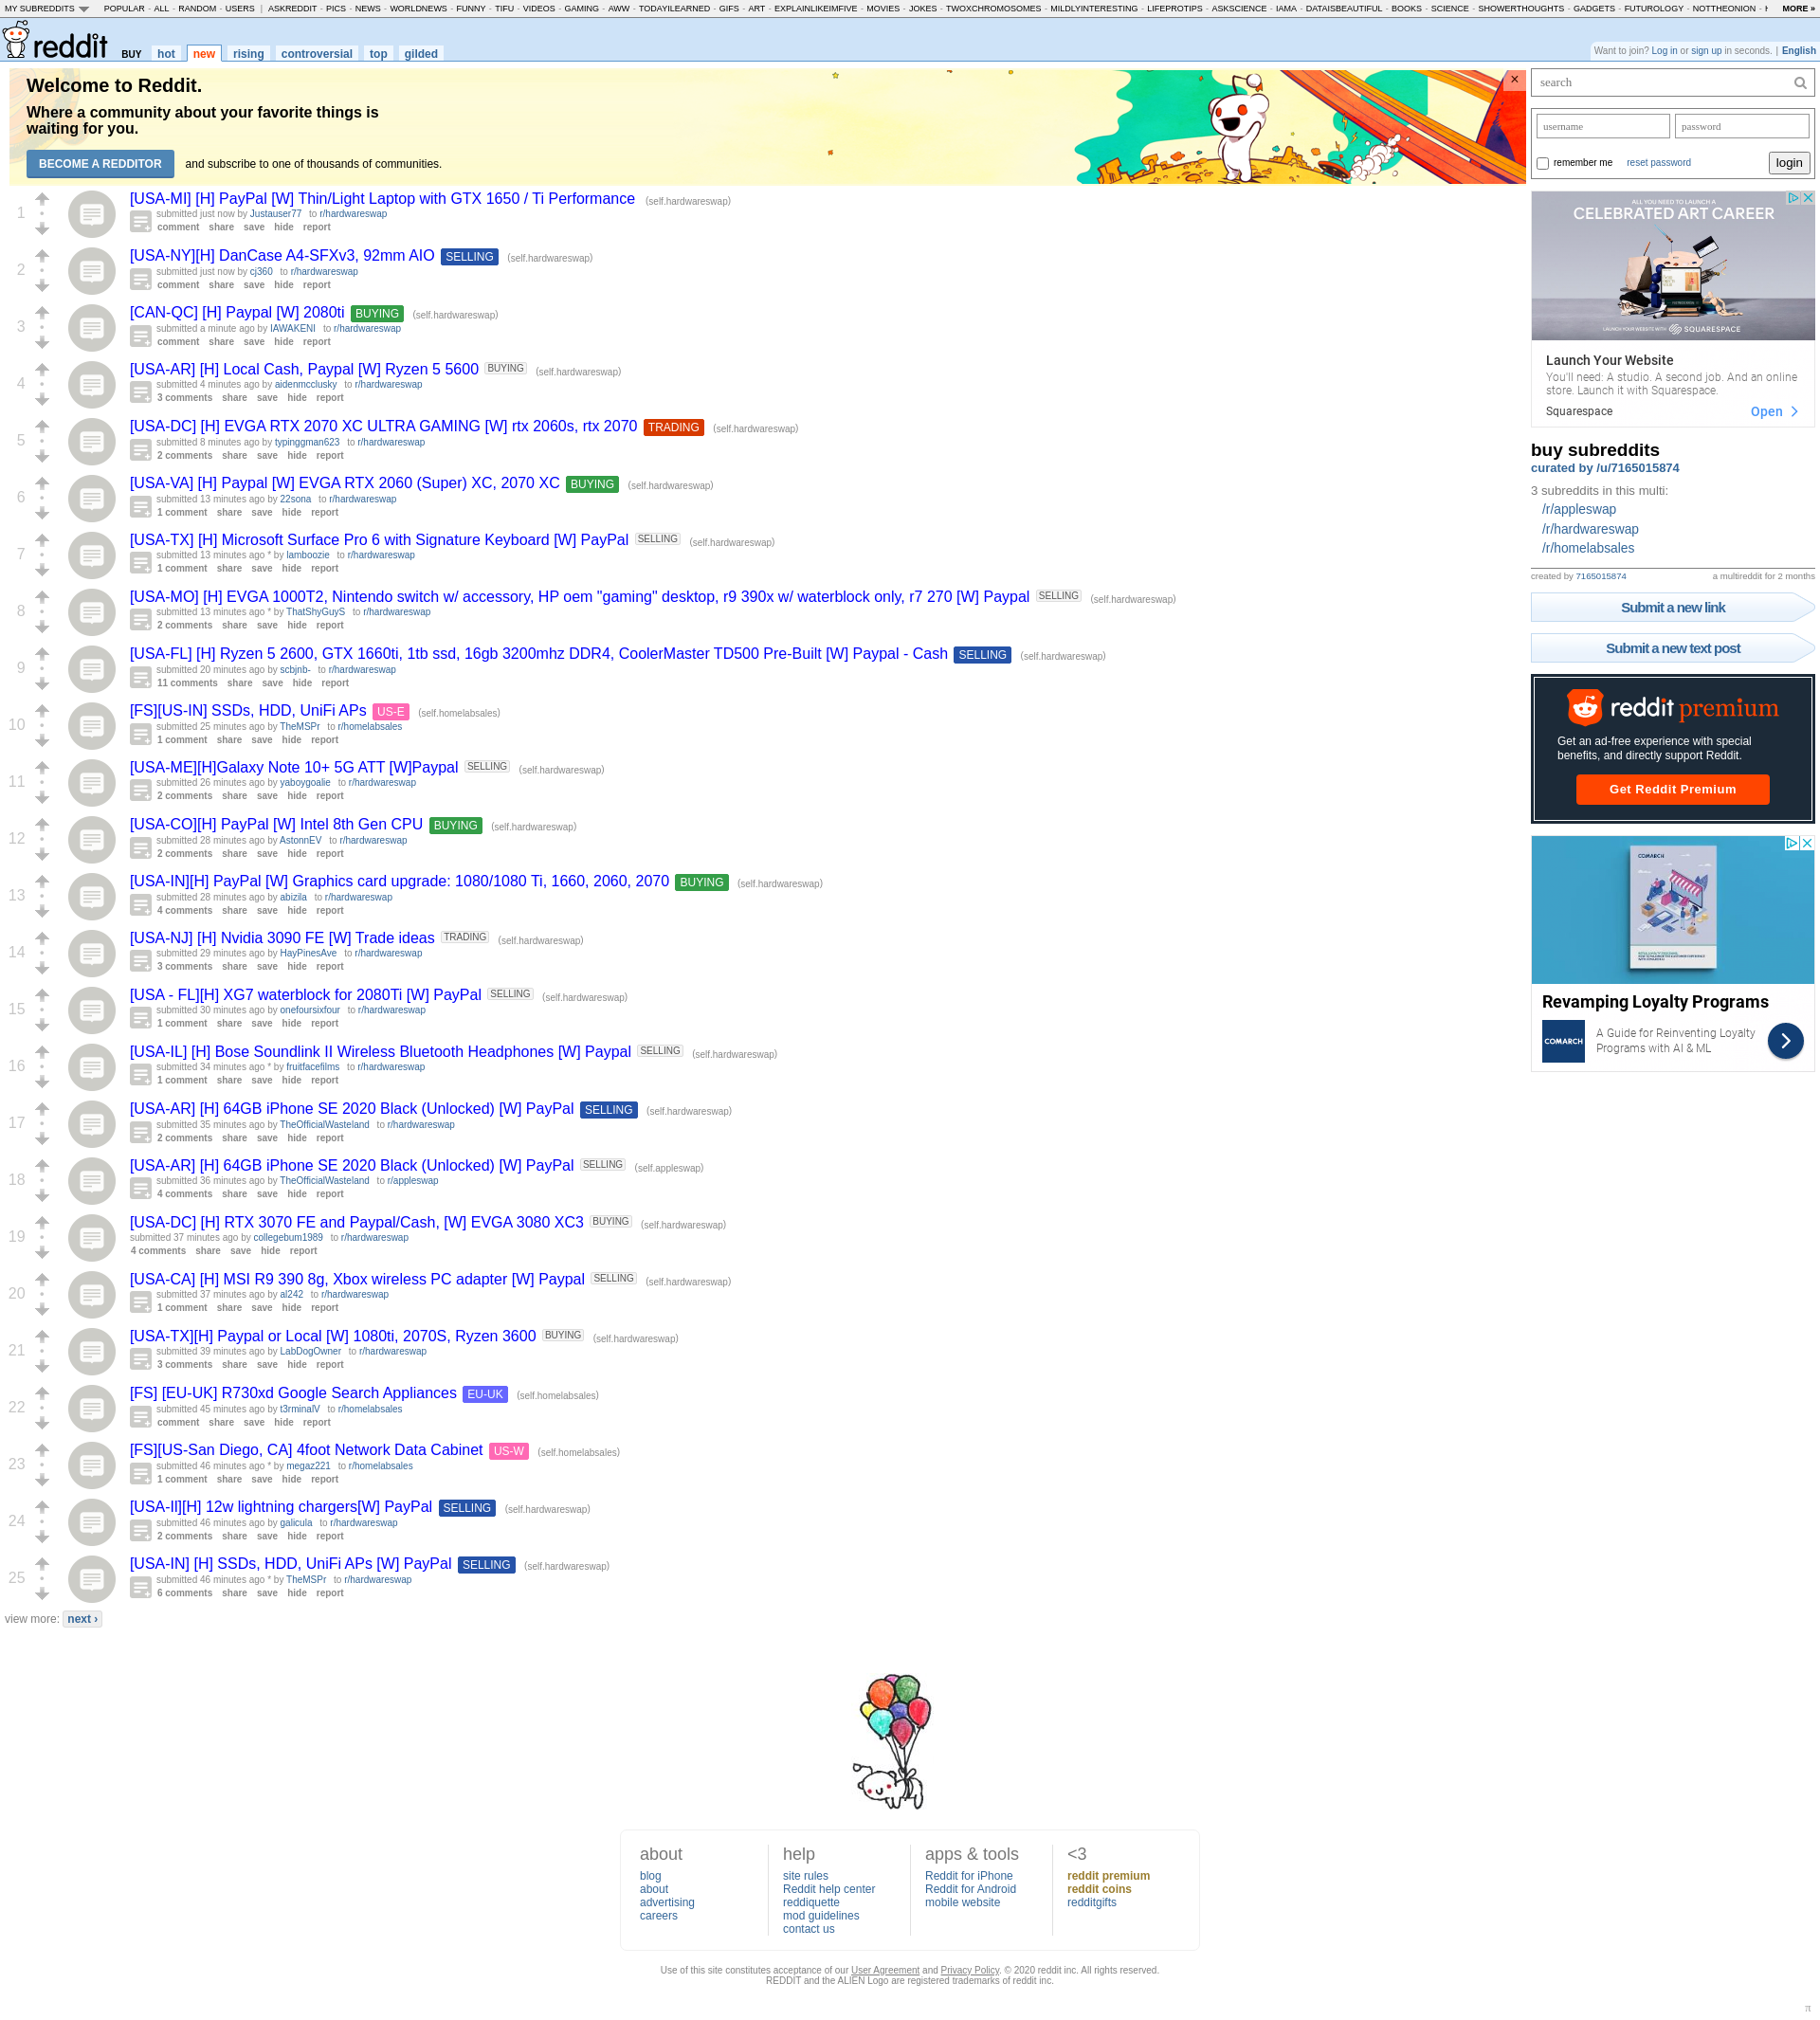 MY SUBREDDITS POPULAR - ALL - RANDOM - USERS | ASKREDDIT - PICS - NEWS - WORLDNEWS - FUNNY - TIFU - VIDEOS - GAMING - AWW - TODAYILEARNED - GIFS - ART - EXPLAINLIKEIMFIVE - MOVIES - JOKES - TWOXCHROMOSOMES - MILDLYINTERESTING - LIFEPROTIPS - ASKSCIENCE - IAMA - DATAISBEAUTIFUL - BOOKS - SCIENCE - SHOWERTHOUGHTS - GADGETS - FUTUROLOGY - NOTTHEONION - MORE »
reddit BUY hot new rising controversial top gilded
Want to join? Log in or sign up in seconds. | English
Welcome to Reddit.
Where a community about your favorite things is
waiting for you.
BECOME A REDDITOR and subscribe to one of thousands of communities.
×
1
[USA-MI] [H] PayPal [W] Thin/Light Laptop with GTX 1650 / Ti Performance (self.hardwareswap)
submitted just now by Justauser77 to r/hardwareswap
comment share save hide report
2
[USA-NY][H] DanCase A4-SFXv3, 92mm AIO SELLING (self.hardwareswap)
submitted just now by cj360 to r/hardwareswap
comment share save hide report
3
[CAN-QC] [H] Paypal [W] 2080ti BUYING (self.hardwareswap)
submitted a minute ago by IAWAKENI to r/hardwareswap
comment share save hide report
4
[USA-AR] [H] Local Cash, Paypal [W] Ryzen 5 5600 BUYING (self.hardwareswap)
submitted 4 minutes ago by aidenmcclusky to r/hardwareswap
3 comments share save hide report
5
[USA-DC] [H] EVGA RTX 2070 XC ULTRA GAMING [W] rtx 2060s, rtx 2070 TRADING (self.hardwareswap)
submitted 8 minutes ago by typinggman623 to r/hardwareswap
2 comments share save hide report
6
[USA-VA] [H] Paypal [W] EVGA RTX 2060 (Super) XC, 2070 XC BUYING (self.hardwareswap)
submitted 13 minutes ago by 22sona to r/hardwareswap
1 comment share save hide report
7
[USA-TX] [H] Microsoft Surface Pro 6 with Signature Keyboard [W] PayPal SELLING (self.hardwareswap)
submitted 13 minutes ago * by lamboozie to r/hardwareswap
1 comment share save hide report
8
[USA-MO] [H] EVGA 1000T2, Nintendo switch w/ accessory, HP oem "gaming" desktop, r9 390x w/ waterblock only, r7 270 [W] Paypal SELLING (self.hardwareswap)
submitted 13 minutes ago * by ThatShyGuyS to r/hardwareswap
2 comments share save hide report
9
[USA-FL] [H] Ryzen 5 2600, GTX 1660ti, 1tb ssd, 16gb 3200mhz DDR4, CoolerMaster TD500 Pre-Built [W] Paypal - Cash SELLING (self.hardwareswap)
submitted 20 minutes ago by scbjnb- to r/hardwareswap
11 comments share save hide report
10
[FS][US-IN] SSDs, HDD, UniFi APs US-E (self.homelabsales)
submitted 25 minutes ago by TheMSPr to r/homelabsales
1 comment share save hide report
11
[USA-ME][H]Galaxy Note 10+ 5G ATT [W]Paypal SELLING (self.hardwareswap)
submitted 26 minutes ago by yaboygoalie to r/hardwareswap
2 comments share save hide report
12
[USA-CO][H] PayPal [W] Intel 8th Gen CPU BUYING (self.hardwareswap)
submitted 28 minutes ago by AstonnEV to r/hardwareswap
2 comments share save hide report
13
[USA-IN][H] PayPal [W] Graphics card upgrade: 1080/1080 Ti, 1660, 2060, 2070 BUYING (self.hardwareswap)
submitted 28 minutes ago by abizila to r/hardwareswap
4 comments share save hide report
14
[USA-NJ] [H] Nvidia 3090 FE [W] Trade ideas TRADING (self.hardwareswap)
submitted 29 minutes ago by HayPinesAve to r/hardwareswap
3 comments share save hide report
15
[USA - FL][H] XG7 waterblock for 2080Ti [W] PayPal SELLING (self.hardwareswap)
submitted 30 minutes ago by onefoursixfour to r/hardwareswap
1 comment share save hide report
16
[USA-IL] [H] Bose Soundlink II Wireless Bluetooth Headphones [W] Paypal SELLING (self.hardwareswap)
submitted 34 minutes ago * by fruitfacefilms to r/hardwareswap
1 comment share save hide report
17
[USA-AR] [H] 64GB iPhone SE 2020 Black (Unlocked) [W] PayPal SELLING (self.hardwareswap)
submitted 35 minutes ago by TheOfficialWasteland to r/hardwareswap
2 comments share save hide report
18
[USA-AR] [H] 64GB iPhone SE 2020 Black (Unlocked) [W] PayPal SELLING (self.appleswap)
submitted 36 minutes ago by TheOfficialWasteland to r/appleswap
4 comments share save hide report
19
[USA-DC] [H] RTX 3070 FE and Paypal/Cash, [W] EVGA 3080 XC3 BUYING (self.hardwareswap)
submitted 37 minutes ago by collegebum1989 to r/hardwareswap
4 comments share save hide report
20
[USA-CA] [H] MSI R9 390 8g, Xbox wireless PC adapter [W] Paypal SELLING (self.hardwareswap)
submitted 37 minutes ago by al242 to r/hardwareswap
1 comment share save hide report
21
[USA-TX][H] Paypal or Local [W] 1080ti, 2070S, Ryzen 3600 BUYING (self.hardwareswap)
submitted 39 minutes ago by LabDogOwner to r/hardwareswap
3 comments share save hide report
22
[FS] [EU-UK] R730xd Google Search Appliances EU-UK (self.homelabsales)
submitted 45 minutes ago by t3rminalV to r/homelabsales
comment share save hide report
23
[FS][US-San Diego, CA] 4foot Network Data Cabinet US-W (self.homelabsales)
submitted 46 minutes ago * by megaz221 to r/homelabsales
1 comment share save hide report
24
[USA-Il][H] 12w lightning chargers[W] PayPal SELLING (self.hardwareswap)
submitted 46 minutes ago by galicula to r/hardwareswap
2 comments share save hide report
25
[USA-IN] [H] SSDs, HDD, UniFi APs [W] PayPal SELLING (self.hardwareswap)
submitted 46 minutes ago * by TheMSPr to r/hardwareswap
6 comments share save hide report
view more: next ›
search
username password
remember me reset password login
ALL YOU NEED TO LAUNCH A
CELEBRATED ART CAREER
LAUNCH YOUR WEBSITE WITH SQUARESPACE
Launch Your Website
You'll need: A studio. A second job. And an online
store. Launch it with Squarespace.
Squarespace Open
buy subreddits
curated by /u/7165015874
3 subreddits in this multi:
/r/appleswap
/r/hardwareswap
/r/homelabsales
created by 7165015874 a multireddit for 2 months
Submit a new link
Submit a new text post
reddit premium
Get an ad-free experience with special
benefits, and directly support Reddit.
Get Reddit Premium
COMARCH
Revamping Loyalty Programs
COMARCH
A Guide for Reinventing Loyalty
Programs with AI & ML
about
blog
about
advertising
careers
help
site rules
Reddit help center
reddiquette
mod guidelines
contact us
apps & tools
Reddit for iPhone
Reddit for Android
mobile website
<3
reddit premium
reddit coins
redditgifts
Use of this site constitutes acceptance of our User Agreement and Privacy Policy. © 2020 reddit inc. All rights reserved.
REDDIT and the ALIEN Logo are registered trademarks of reddit inc.
π